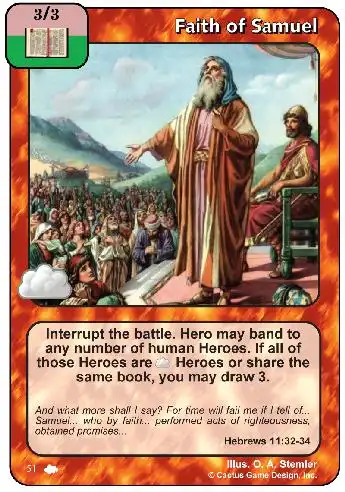 3/3
Faith of Samuel
Interrupt the battle. Hero may band to
any number of human Heroes. If all of
those Heroes are Heroes or share the
same book, you may draw 3.
And what more shall I say? For time will fail me if I tell of...
Samuel... who by faith... performed acts of righteousness,
obtained promises...
Hebrews 11:32-34
51
Illus. O. A. Stemler
© Cactus Game Design, Inc.